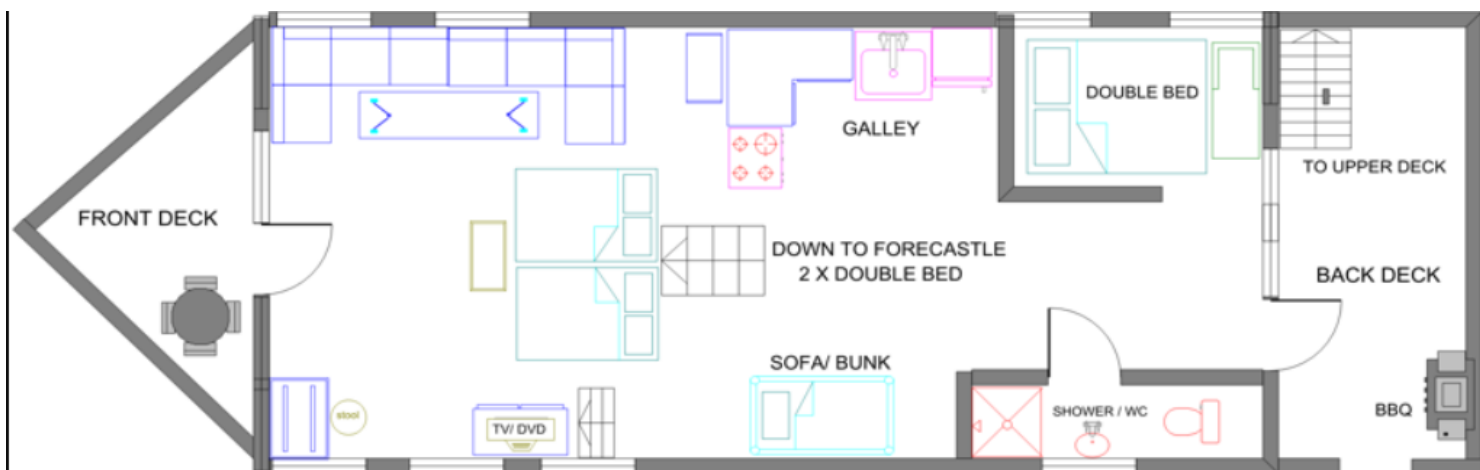 DOUBLE BED
GALLEY
TO UPPER DECK
FRONT DECK
DOWN TO FORECASTLE
2 X DOUBLE BED
BACK DECK
SOFA/ BUNK
stool
TV/ DVD
SHOWER / WC
BBQ